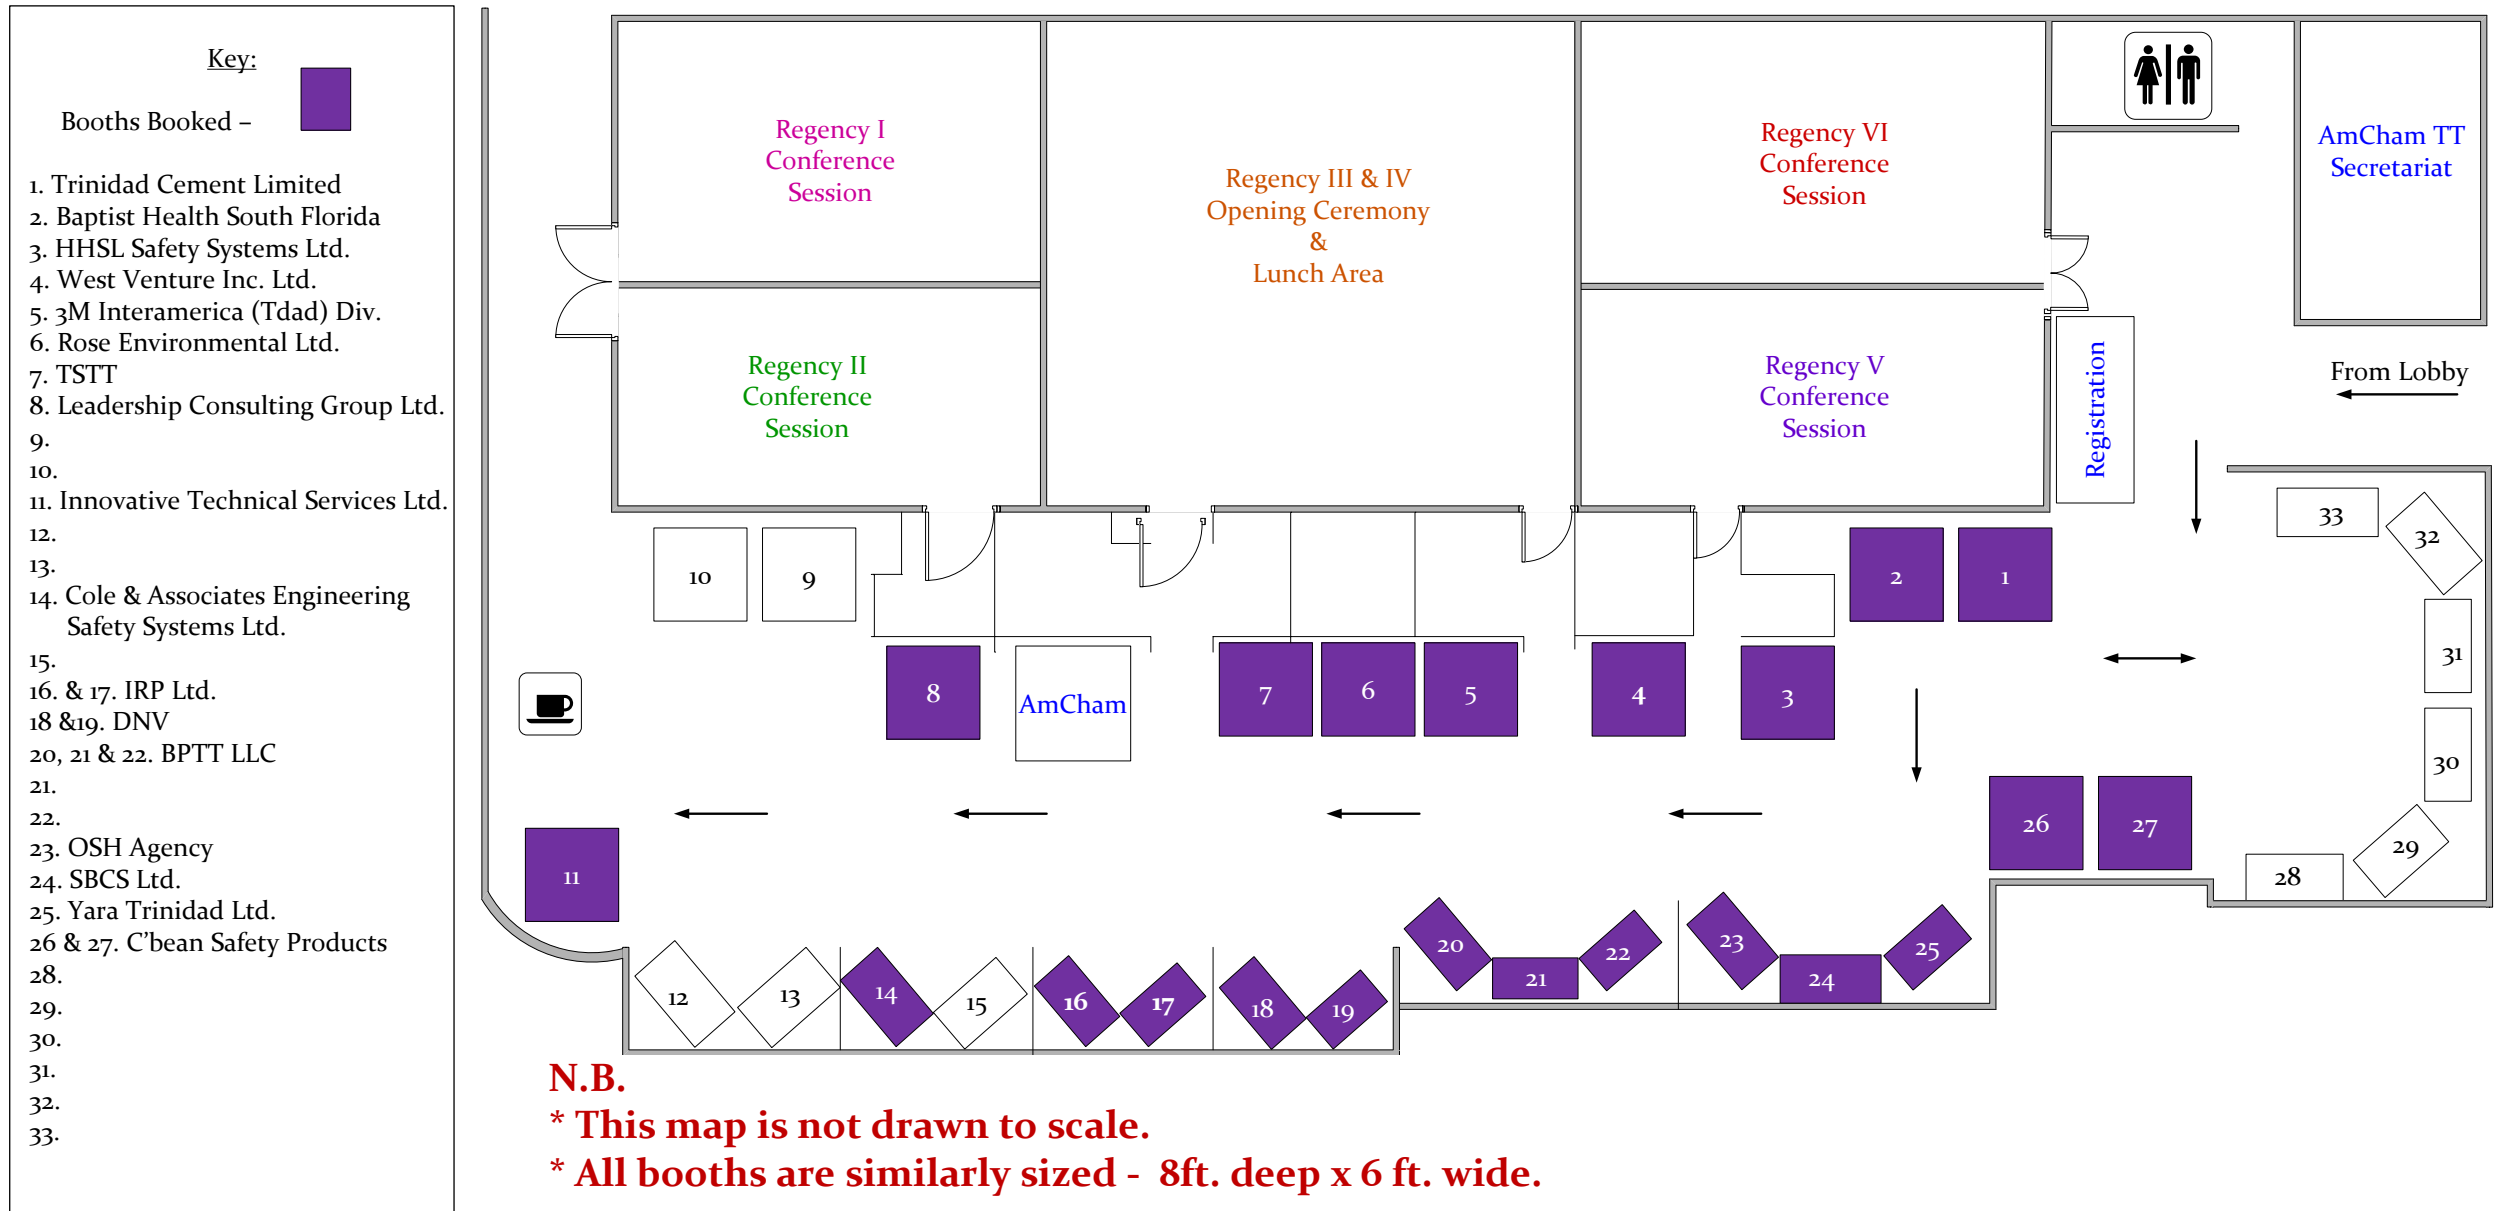 Key:
Booths Booked –
1. Trinidad Cement Limited
2. Baptist Health South Florida
3. HHSL Safety Systems Ltd.
4. West Venture Inc. Ltd.
5. 3M Interamerica (Tdad) Div.
6. Rose Environmental Ltd.
7. TSTT
8. Leadership Consulting Group Ltd.
9.
10.
11. Innovative Technical Services Ltd.
12.
13.
14. Cole & Associates Engineering
Safety Systems Ltd.
15.
16. & 17. IRP Ltd.
18 &19. DNV
20, 21 & 22. BPTT LLC
21.
22.
23. OSH Agency
24. SBCS Ltd.
25. Yara Trinidad Ltd.
26 & 27. C’bean Safety Products
28.
29.
30.
31.
32.
33.
Regency I
Conference
Session
Regency II
Conference
Session
Regency III & IV
Opening Ceremony
&
Lunch Area
Regency VI
Conference
Session
Regency V
Conference
Session
AmCham TT
Secretariat
Registration
From Lobby
33
32
31
30
29
28
10
9
2
1
8
AmCham
7
6
5
4
3
26
27
11
12
13
14
15
16
17
18
19
20
21
22
23
24
25
N.B.
* This map is not drawn to scale.
* All booths are similarly sized - 8ft. deep x 6 ft. wide.